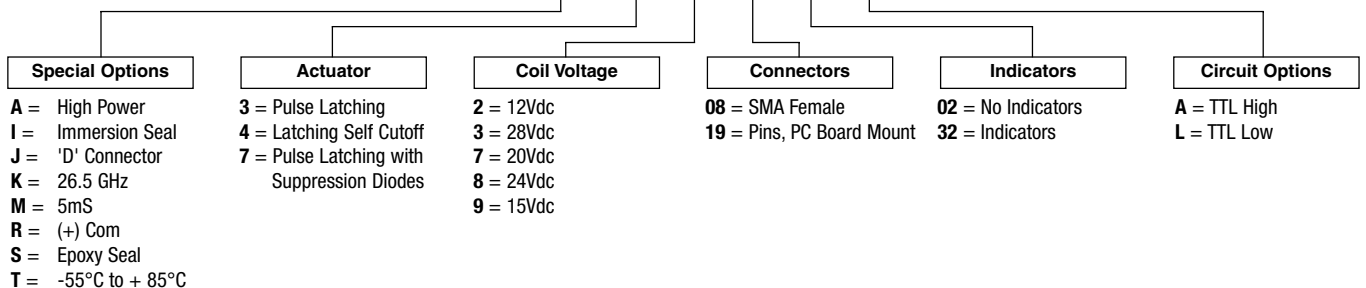 Special Options
A = High Power
I = Immersion Seal
J = 'D' Connector
K = 26.5 GHz
M = 5mS
R = (+) Com
S = Epoxy Seal
T = -55°C to + 85°C
Actuator
3 = Pulse Latching
4 = Latching Self Cutoff
7 = Pulse Latching with
Suppression Diodes
Coil Voltage
2 = 12Vdc
3 = 28Vdc
7 = 20Vdc
8 = 24Vdc
9 = 15Vdc
Connectors
08 = SMA Female
19 = Pins, PC Board Mount
Indicators
02 = No Indicators
32 = Indicators
Circuit Options
A = TTL High
L = TTL Low